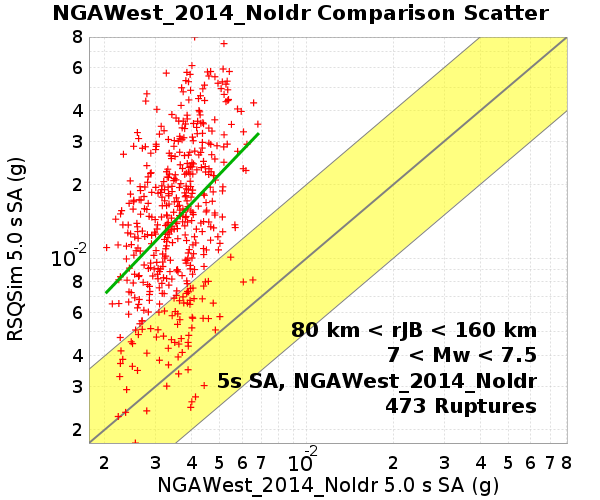 NGAWest_2014_NoIdr Comparison Scatter
8
6
4
3
2
10-2
8
6
4
3
2
RSQSim 5.0 s SA (g)
80 km < rJB < 160 km
7 < Mw < 7.5
5s SA, NGAWest_2014_NoIdr
473 Ruptures
2 3 4 5 6 7 10-2 2 3 4 5 6 7 8
NGAWest_2014_NoIdr 5.0 s SA (g)